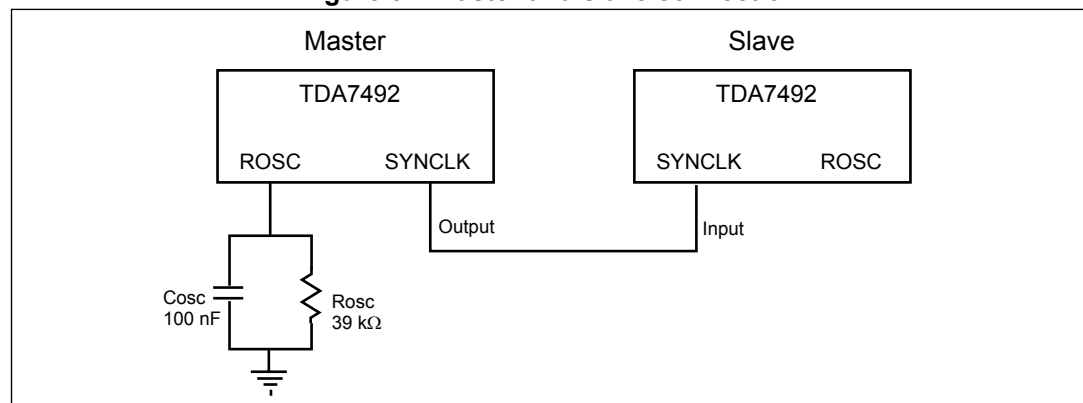 Master
Slave
TDA7492
TDA7492
ROSC
SYNCLK
SYNCLK
ROSC
Output
Input
Cosc
100 nF
Rosc
39 kΩ